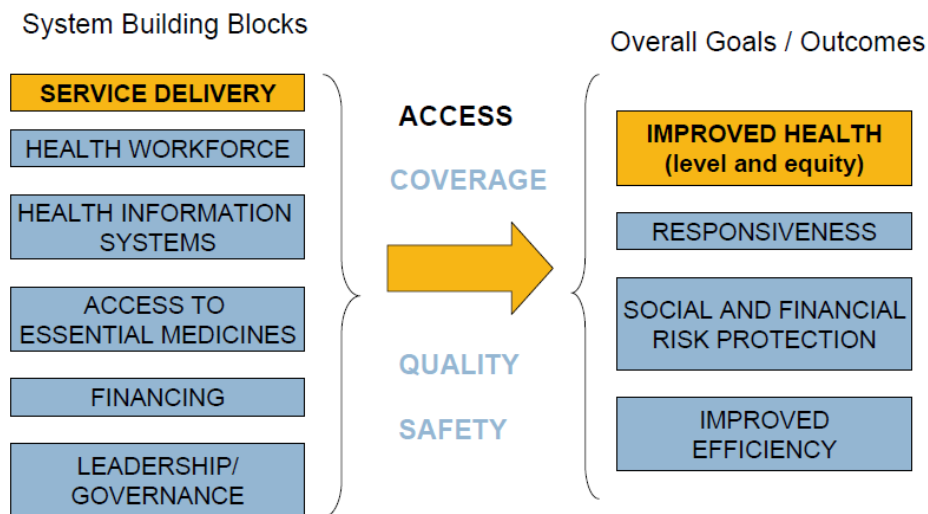 System Building Blocks
SERVICE DELIVERY
HEALTH WORKFORCE
HEALTH INFORMATION
SYSTEMS
ACCESS TO
ESSENTIAL MEDICINES
FINANCING
LEADERSHIP/
GOVERNANCE
ACCESS
COVERAGE
QUALITY
SAFETY
Overall Goals / Outcomes
IMPROVED HEALTH
(level and equity)
RESPONSIVENESS
SOCIAL AND FINANCIAL
RISK PROTECTION
IMPROVED
EFFICIENCY